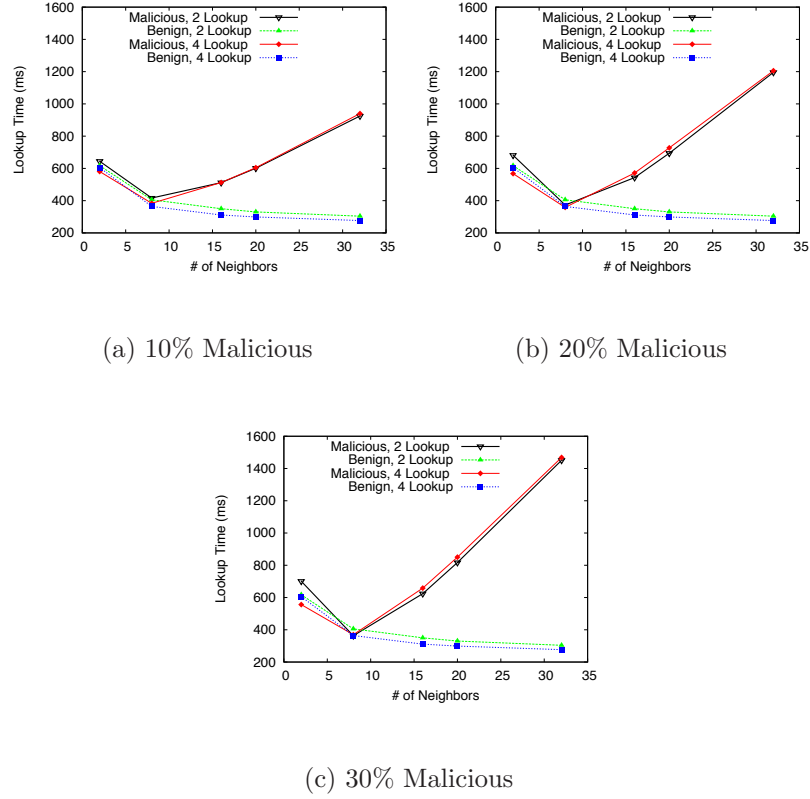 1600
1400
1200
1000
800
600
400
200
0 5 10 15 20 25 30 35
Lookup Time (ms)
# of Neighbors
Malicious, 2 Lookup
Benign, 2 Lookup
Malicious, 4 Lookup
Benign, 4 Lookup
(a) 10% Malicious
1600
1400
1200
1000
800
600
400
200
0 5 10 15 20 25 30 35
Lookup Time (ms)
# of Neighbors
Malicious, 2 Lookup
Benign, 2 Lookup
Malicious, 4 Lookup
Benign, 4 Lookup
(b) 20% Malicious
1600
1400
1200
1000
800
600
400
200
0 5 10 15 20 25 30 35
Lookup Time (ms)
# of Neighbors
Malicious, 2 Lookup
Benign, 2 Lookup
Malicious, 4 Lookup
Benign, 4 Lookup
(c) 30% Malicious